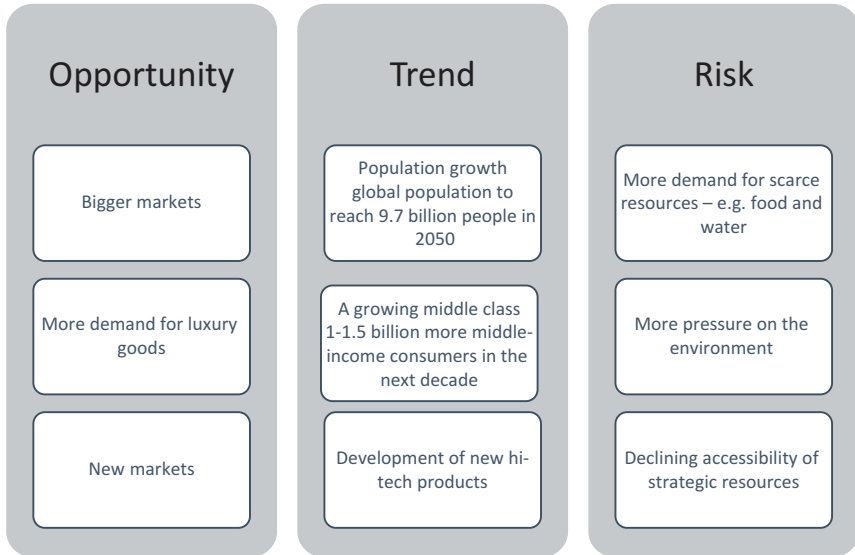 Opportunity
Bigger markets
More demand for luxury
goods
New markets
Trend
Population growth
global population to
reach 9.7 billion people in
2050
A growing middle class
1-1.5 billion more middle-
income consumers in the
next decade
Development of new hi-
tech products
Risk
More demand for scarce
resources – e.g. food and
water
More pressure on the
environment
Declining accessibility of
strategic resources